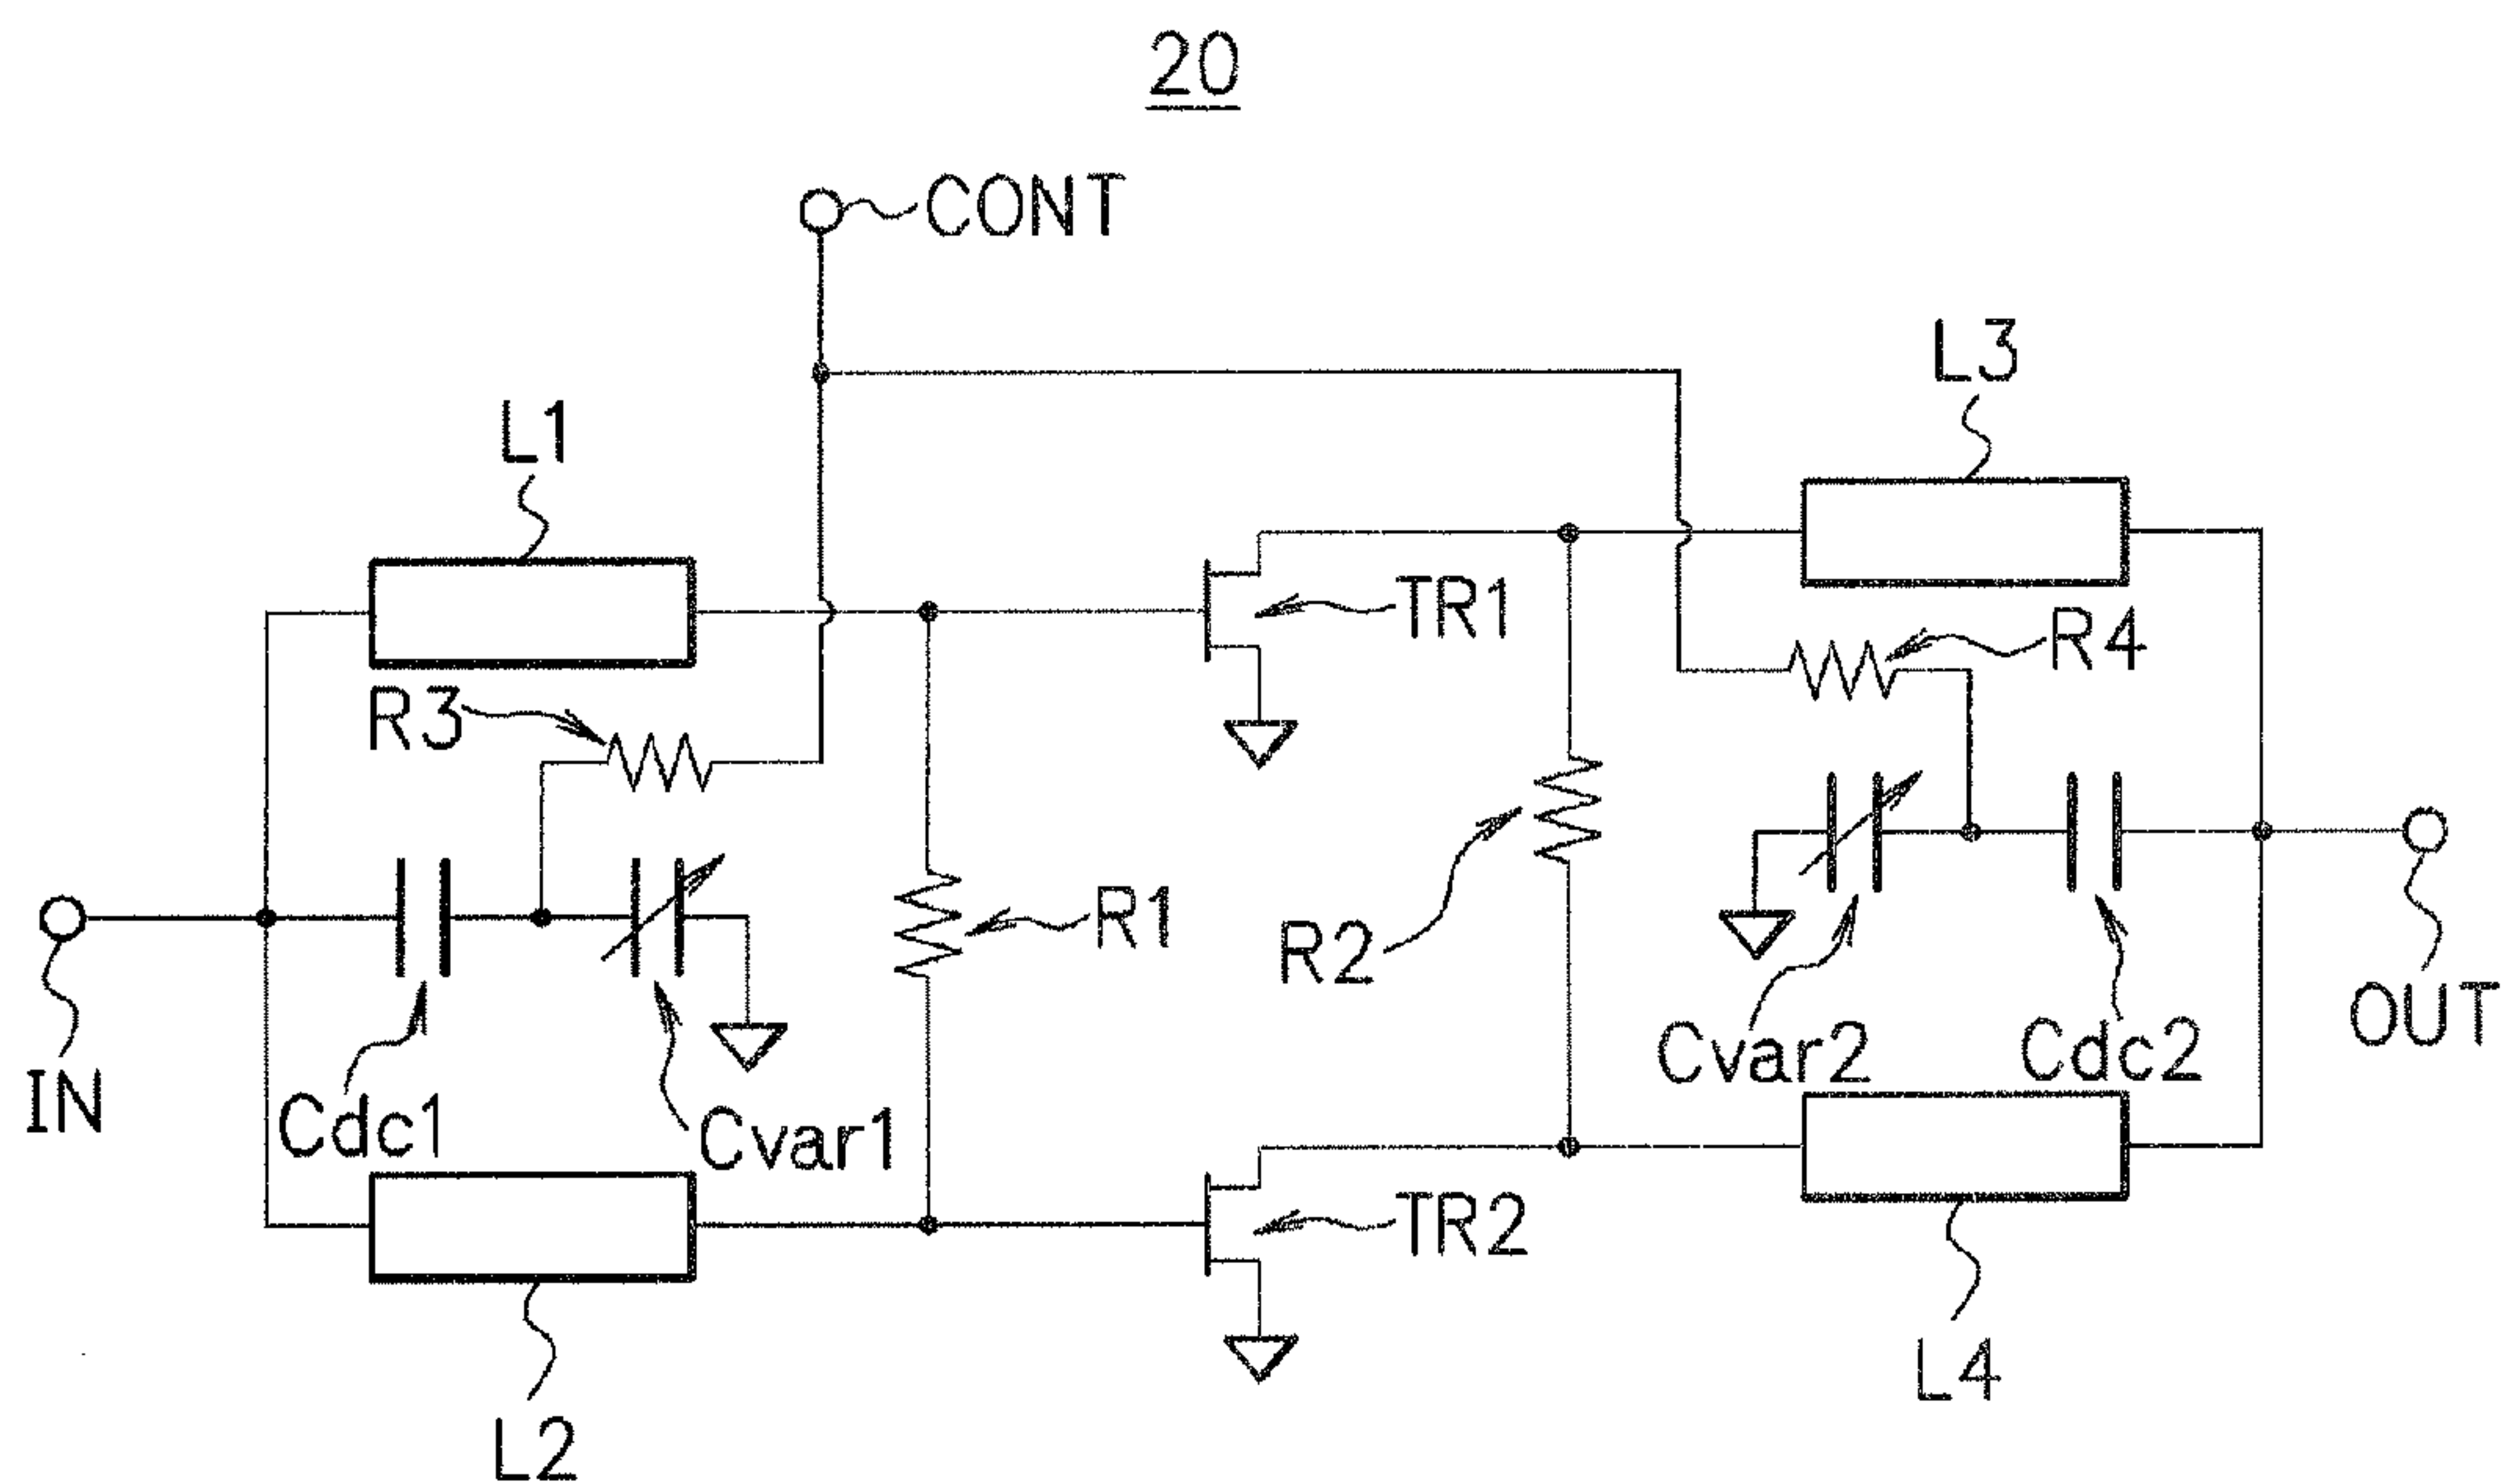 20
CONT
L3
L1
TR1
R4
R3
R1
R2
Cvar2
Cdc2
OUT
IN
Cdc1
Cvar1
TR2
L4
L2